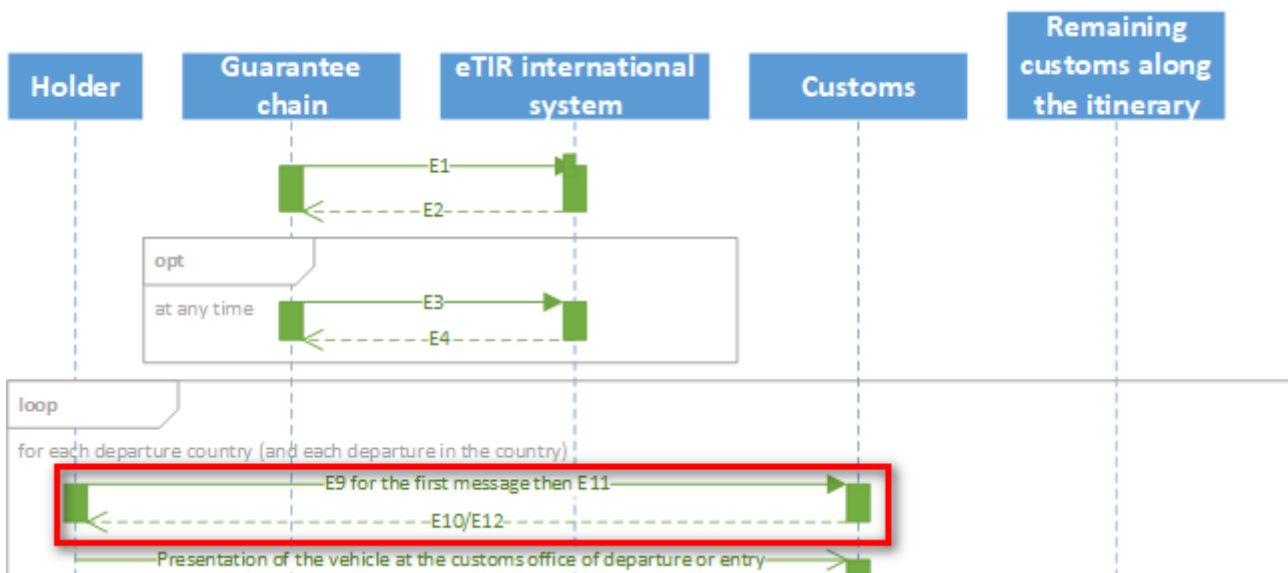 Holder
Guarantee
chain
eTIR international
system
Customs
Remaining
customs along
the itinerary
E1
E2
opt
at any time
E3
E4
loop
for each departure country (and each departure in the country)
E9 for the first message then E11
E10/E12
Presentation of the vehicle at the customs office of departure or entry